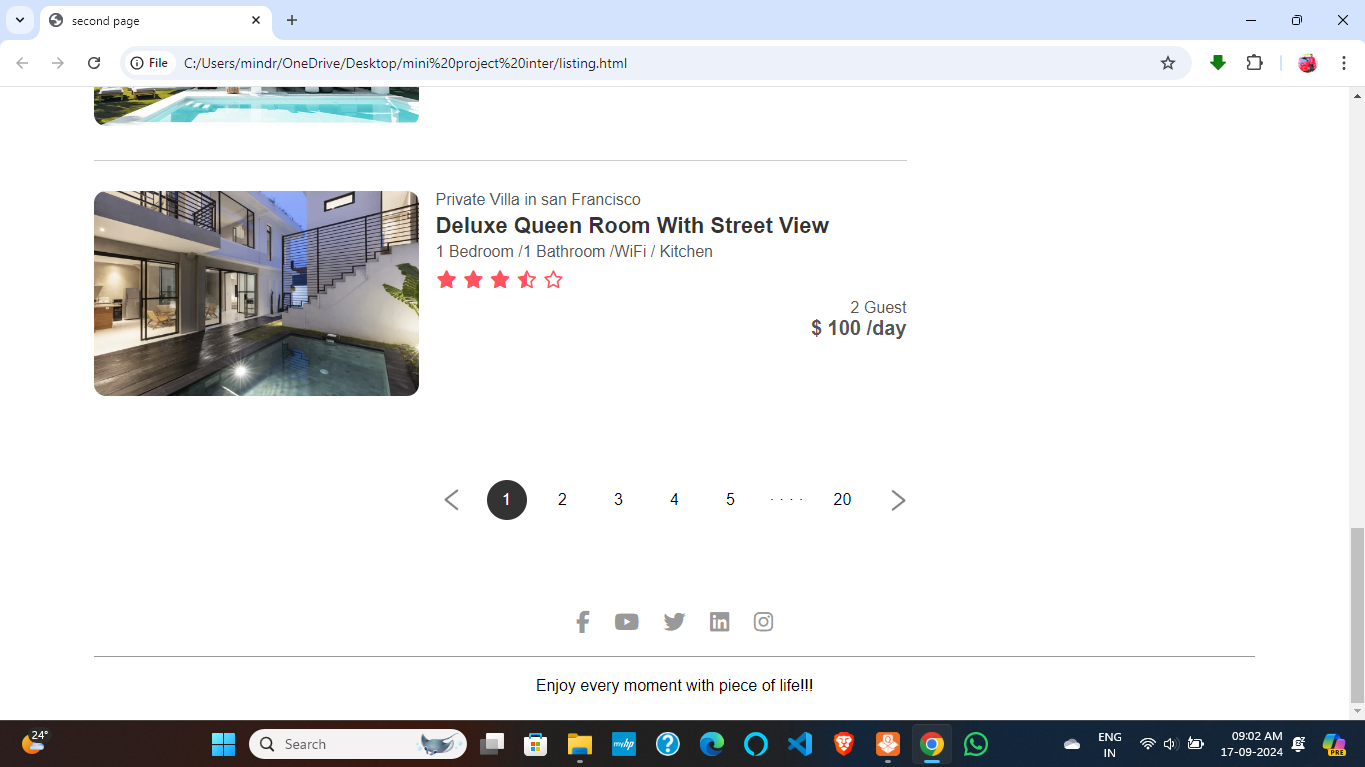 second page
File
C:/Users/mindr/OneDrive/Desktop/mini%20project%20inter/listing.html
Private Villa in san Francisco
Deluxe Queen Room With Street View
1 Bedroom /1 Bathroom /WiFi / Kitchen
2 Guest
$ 100 /day
1 2 3 4 5 . . . . 20
Enjoy every moment with piece of life!!!
24°
Search
myhp
ENG
IN
09:02 AM
17-09-2024
PRE